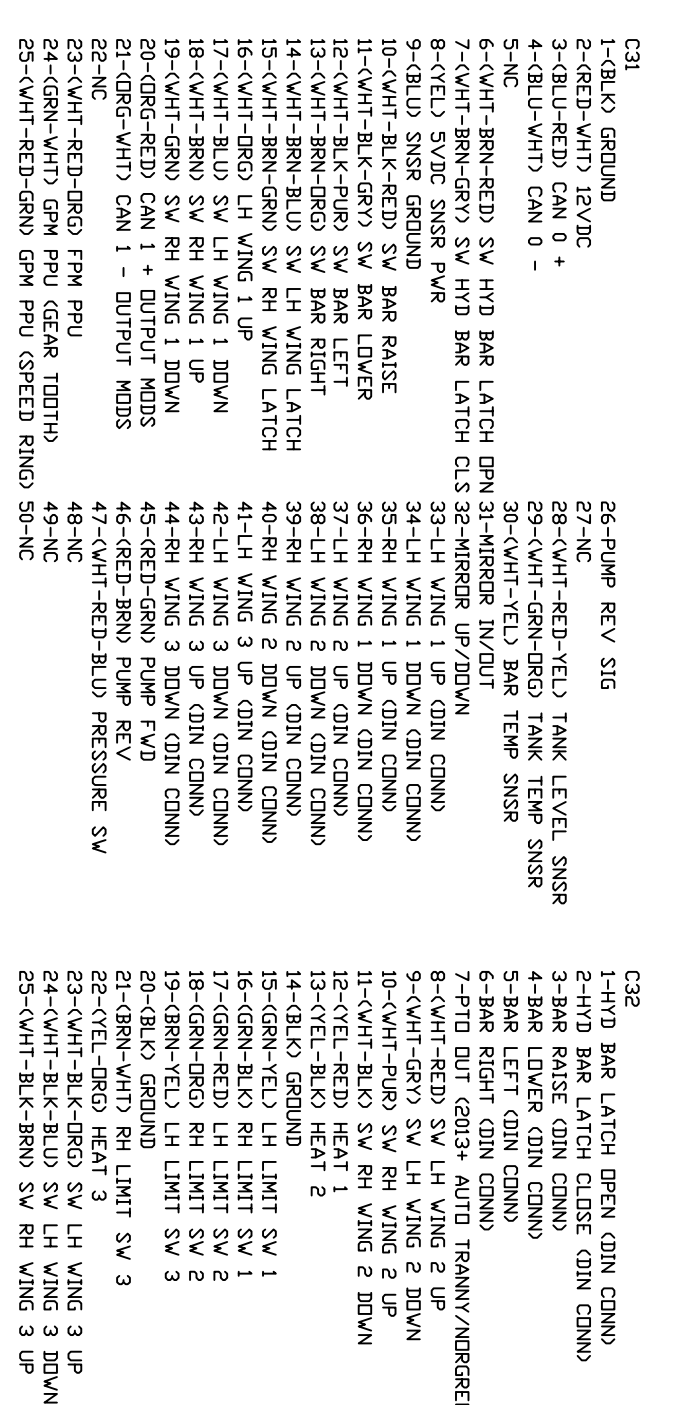 C31
1-(BLK) GROUND
2-(RED-WHT) 12VDC
3-(BLU-RED) CAN 0 +
4-(BLU-WHT) CAN 0 -
5-NC
6-(WHT-BRN-RED) SW HYD BAR LATCH OPN
7-(WHT-BRN-GRY) SW HYD BAR LATCH CLS
8-(YEL) 5VDC SNSR PWR
9-(BLU) SNSR GROUND
10-(WHT-BLK-RED) SW BAR RAISE
11-(WHT-BLK-GRY) SW BAR LOWER
12-(WHT-BLK-PUR) SW BAR LEFT
13-(WHT-BRN-ORG) SW BAR RIGHT
14-(WHT-BRN-BLU) SW LH WING LATCH
15-(WHT-BRN-GRN) SW RH WING LATCH
16-(WHT-ORG) LH WING 1 UP
17-(WHT-BLU) SW LH WING 1 DOWN
18-(WHT-BRN) SW RH WING 1 UP
19-(WHT-GRN) SW RH WING 1 DOWN
20-(ORG-RED) CAN 1 + OUTPUT MODS
21-(ORG-WHT) CAN 1 - OUTPUT MODS
22-NC
23-(WHT-RED-ORG) FPM PPU
24-(GRN-WHT) GPM PPU (GEAR TOOTH)
25-(WHT-RED-GRN) GPM PPU (SPEED RING)
26-PUMP REV SIG
27-NC
28-(WHT-RED-YEL) TANK LEVEL SNSR
29-(WHT-GRN-ORG) TANK TEMP SNSR
30-(WHT-YEL) BAR TEMP SNSR
31-MIRROR IN/OUT
32-MIRROR UP/DOWN
33-LH WING 1 UP (DIN CONN)
34-LH WING 1 DOWN (DIN CONN)
35-RH WING 1 UP (DIN CONN)
36-RH WING 1 DOWN (DIN CONN)
37-LH WING 2 UP (DIN CONN)
38-LH WING 2 DOWN (DIN CONN)
39-RH WING 2 UP (DIN CONN)
40-RH WING 2 DOWN (DIN CONN)
41-LH WING 3 UP (DIN CONN)
42-LH WING 3 DOWN (DIN CONN)
43-RH WING 3 UP (DIN CONN)
44-RH WING 3 DOWN (DIN CONN)
45-(RED-GRN) PUMP FWD
46-(RED-BRN) PUMP REV
47-(WHT-RED-BLU) PRESSURE SW
48-NC
49-NC
50-NC
C32
1-HYD BAR LATCH OPEN (DIN CONN)
2-HYD BAR LATCH CLOSE (DIN CONN)
3-BAR RAISE (DIN CONN)
4-BAR LOWER (DIN CONN)
5-BAR LEFT (DIN CONN)
6-BAR RIGHT (DIN CONN)
7-PTO OUT (2013+ AUTO TRANNY/
8-(WHT-RED) SW LH WING 2 UP
9-(WHT-GRY) SW LH WING 2 DOWN
10-(WHT-PUR) SW RH WING 2 UP
11-(WHT-BLK) SW RH WING 2 DOWN
12-(YEL-RED) HEAT 1
13-(YEL-BLK) HEAT 2
14-(BLK) GROUND
15-(GRN-YEL) LH LIMIT SW 1
16-(GRN-BLK) RH LIMIT SW 1
17-(GRN-RED) LH LIMIT SW 2
18-(GRN-ORG) RH LIMIT SW 2
19-(BRN-YEL) LH LIMIT SW 3
20-(BLK) GROUND
21-(BRN-WHT) RH LIMIT SW 3
22-(YEL-ORG) HEAT 3
23-(WHT-BLK-ORG) SW LH WING 3 UP
24-(WHT-BLK-BLU) SW LH WING 3 DOWN
25-(WHT-BLK-BRN) SW RH WING 3 UP